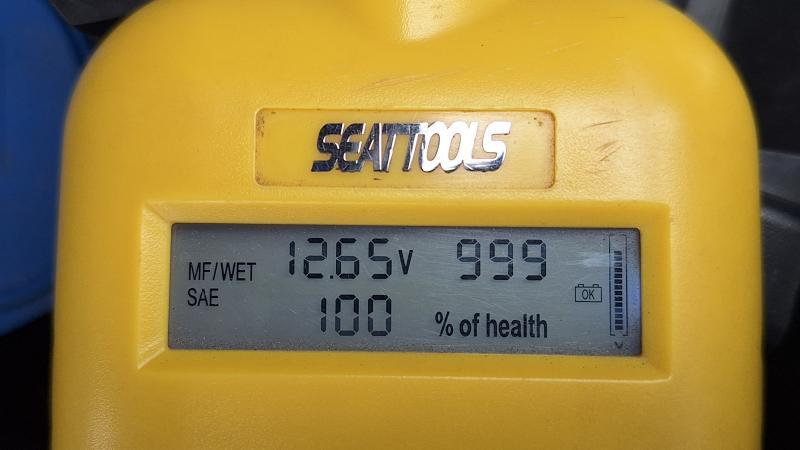 SEATTOOLS
MF/WET 12.65V 999
SAE 100 % of health
OK